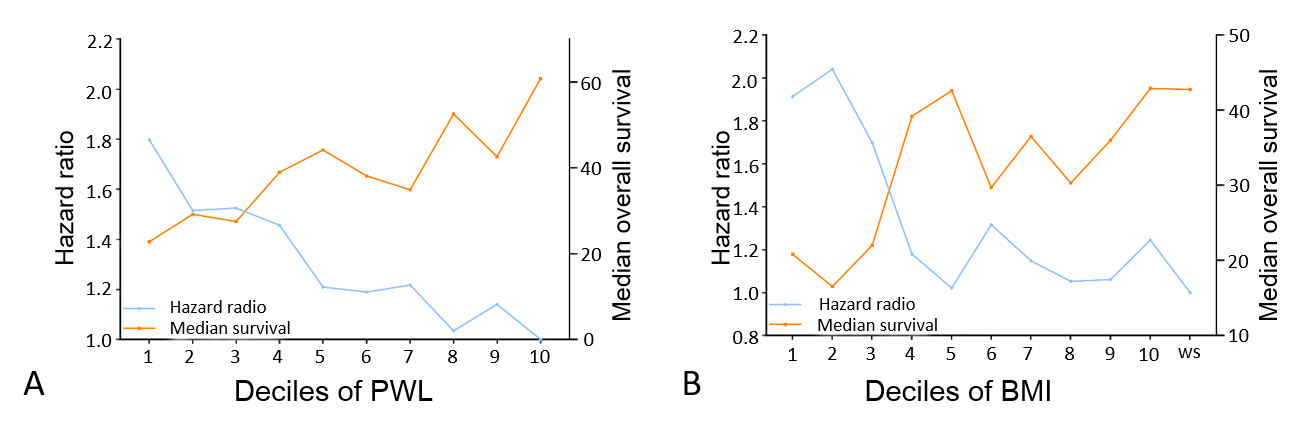 2.2
2.0
1.8
1.6
1.4
1.2
1.0
Hazard ratio
60
40
20
0
Median overall survival
Hazard radio
Median survival
1 2 3 4 5 6 7 8 9 10
Deciles of PWL
A
2.2
2.0
1.8
1.6
1.4
1.2
1.0
0.8
Hazard ratio
50
40
30
20
10
Median overall survival
Hazard radio
Median survival
1 2 3 4 5 6 7 8 9 10 ws
Deciles of BMI
B